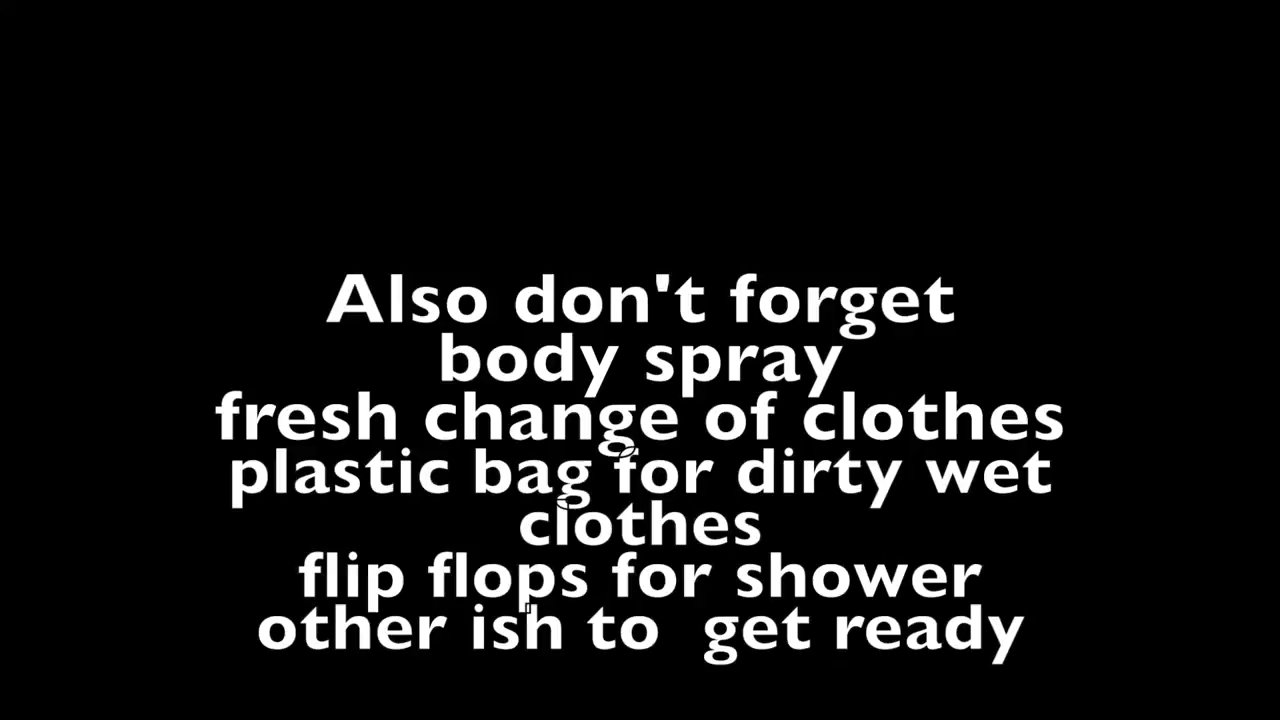 Also don't forget
body spray
fresh change of clothes
plastic bag for dirty wet
clothes
flip flops for shower
other ish to  get ready